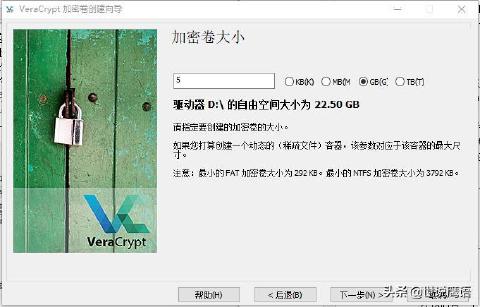 VeraCrypt 加密卷创建向导
加密卷大小
5
KB(K)
MB(M
GB(G)
TB(T)
驱动器 D:\ 的自由空间大小为 22.50 GB
请指定要创建的加密卷的大小。
如果您打算创建一个动态的（稀疏文件）容器，该参数对应于该容器的最大尺
寸。
注意：最小的 FAT 加密卷大小为 292 KB。最小的 NTFS 加密卷大小为 3792 KB。
VeraCrypt
帮助(H)
< 后退(B)
下一步(N) >
头条